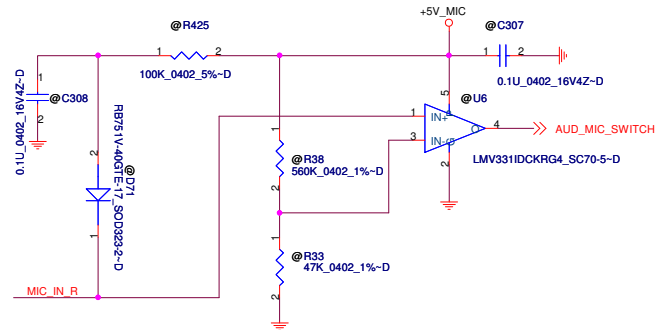 +5V_MIC
@R425
1
2
100K_0402_5%~D
@C307
1
2
0.1U_0402_16V4Z~D
1
@C308
2
0.1U_0402_16V4Z~D
5
@U6
1
IN+
3
IN-
P
G
O
4
AUD_MIC_SWITCH
2
LMV331IDCKRG4_SC70-5~D
2
@D71
RB751V-40GTE-17_SOD323-2~D
1
1
@R38
560K_0402_1%~D
2
1
@R33
47K_0402_1%~D
2
MIC_IN_R